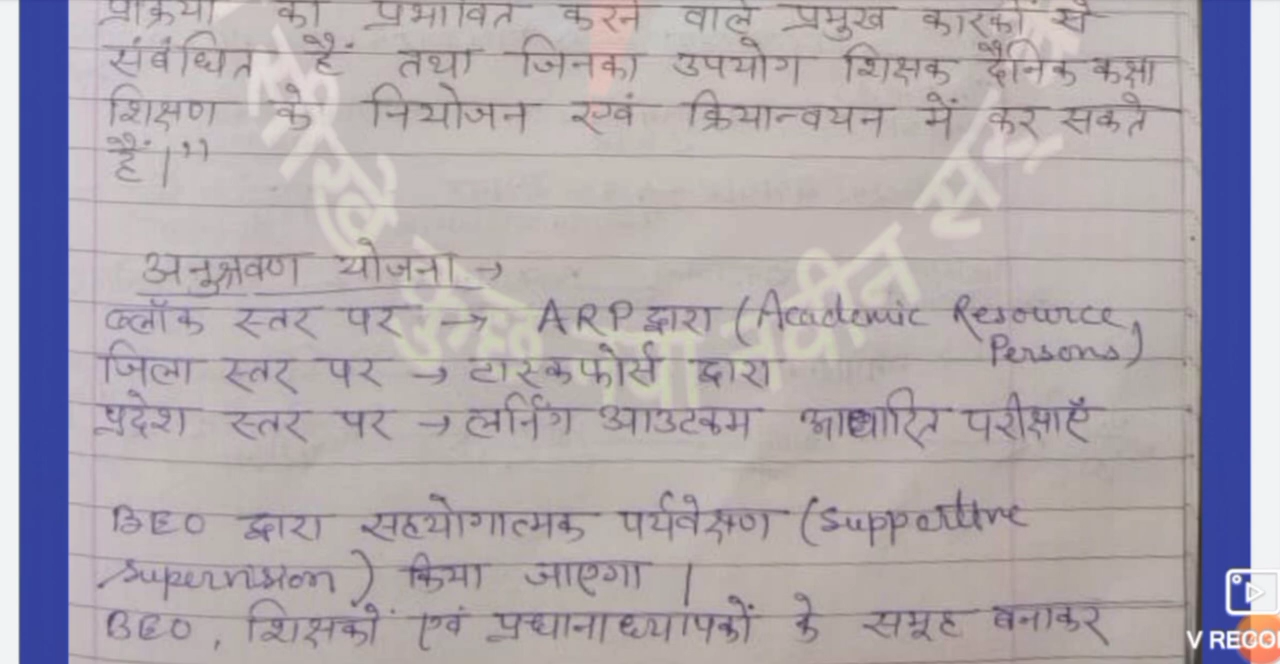 प्रक्रिया को प्रभावित करने वाले प्रमुख कारकों से
संबंधित हैं तथा जिनका उपयोग शिक्षक दैनिक कक्षा
शिक्षण के नियोजन एवं क्रियान्वयन में कर सकते
हैं।"
अनुश्रवण योजना →
ब्लॉक स्तर पर → ARP द्वारा (Academic Resource
Persons)
जिला स्तर पर → टास्कफोर्स द्वारा
प्रदेश स्तर पर → लर्निंग आउटकम आधारित परीक्षाएँ
BEO द्वारा सहयोगात्मक पर्यवेक्षण (Supportive
Supervision) किया जाएगा |
BEO, शिक्षकों एवं प्रधानाध्यापकों के समूह बनाकर
V RECO